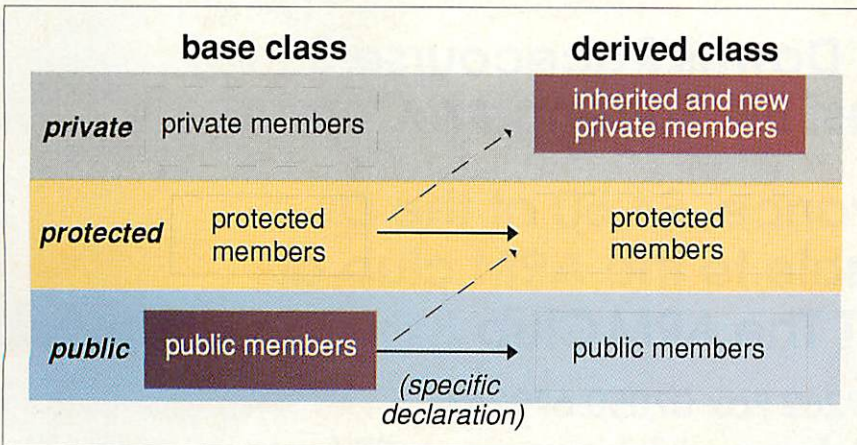 base class
derived class
private
private members
inherited and new
private members
protected
protected
members
protected
members
public
public members
public members
(specific
declaration)